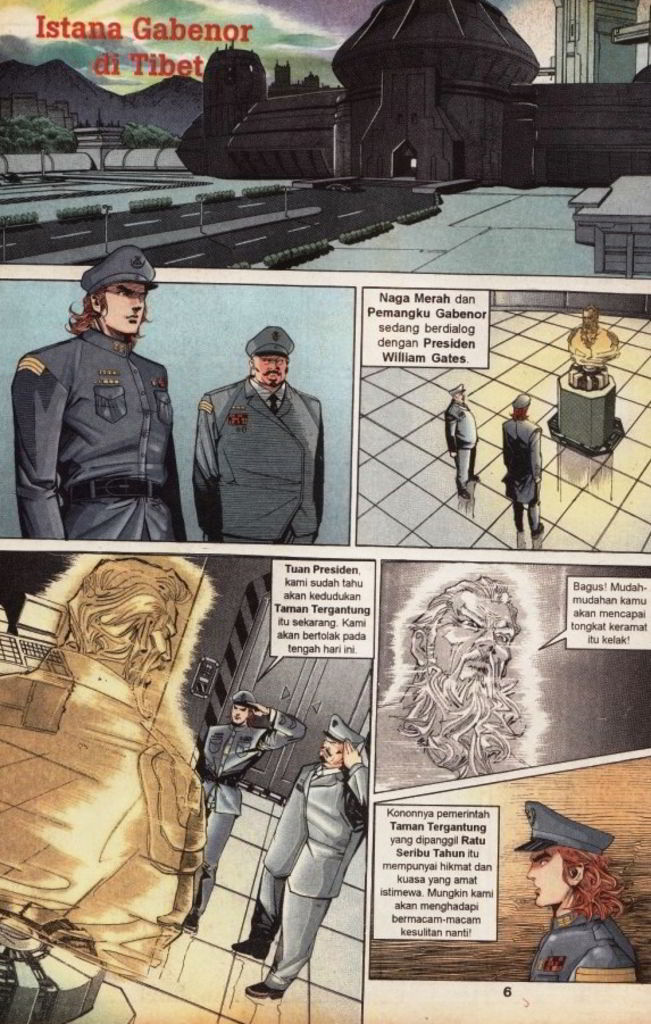 Istana Gabenor
di Tibet
Naga Merah dan
Pemangku Gabenor
sedang berdialog
dengan Presiden
William Gates.
Tuan Presiden,
kami sudah tahu
akan kedudukan
Taman Tergantung
itu sekarang. Kami
akan bertolak pada
tengah hari ini.
Bagus! Mudah-
mudahan kamu
akan mencapai
tongkat keramat
itu kelak!
Kononnya pemerintah
Taman Tergantung
yang dipanggil Ratu
Seribu Tahun itu
mempunyai hikmat dan
kuasa yang amat
istimewa. Mungkin kami
akan menghadapi
bermacam-macam
kesulitan nanti!
6